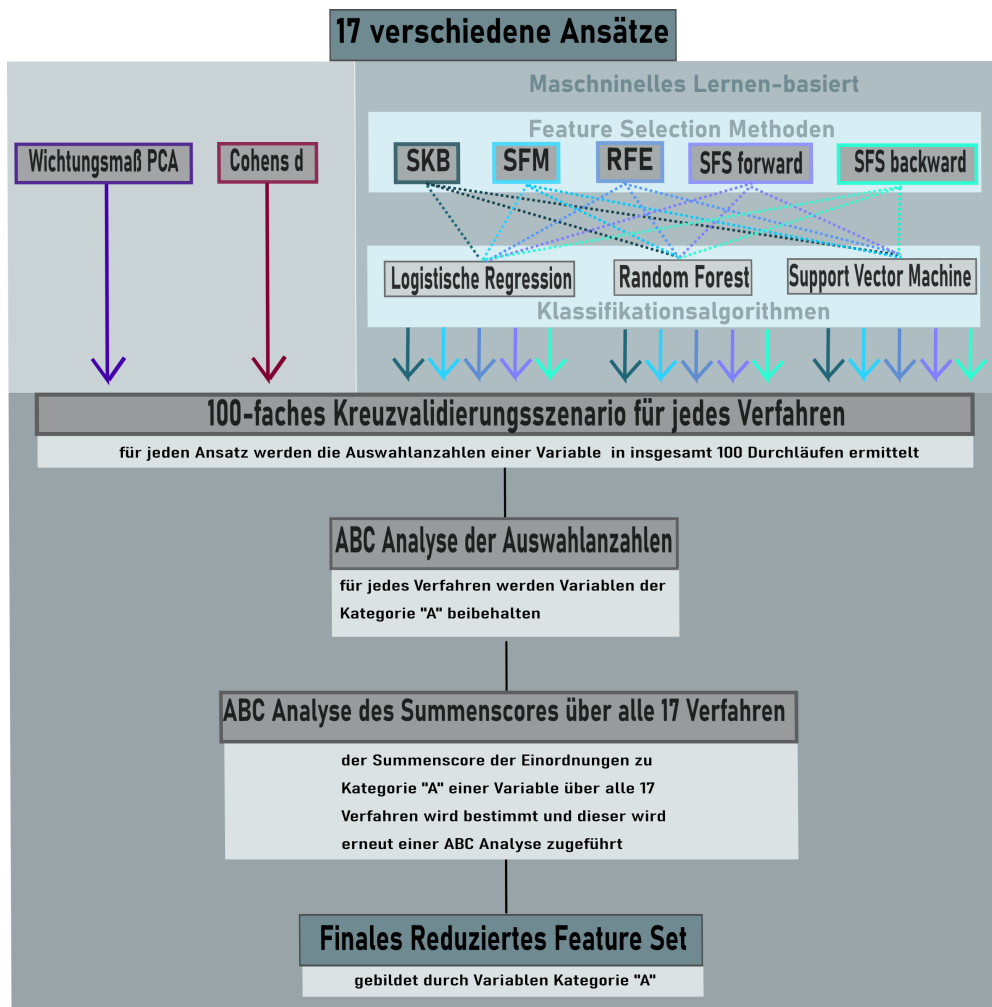 17 verschiedene Ansätze
Maschninelles Lernen-basiert
Feature Selection Methoden
Wichtungsmaß PCA
Cohens d
SKB
SFM
RFE
SFS forward
SFS backward
Logistische Regression
Random Forest
Support Vector Machine
Klassifikationsalgorithmen
100-faches Kreuzvalidierungsszenario für jedes Verfahren
für jeden Ansatz werden die Auswahlanzahlen einer Variable in insgesamt 100 Durchläufen ermittelt
ABC Analyse der Auswahlanzahlen
für jedes Verfahren werden Variablen der
Kategorie "A" beibehalten
ABC Analyse des Summenscores über alle 17 Verfahren
der Summenscore der Einordnungen zu
Kategorie "A" einer Variable über alle 17
Verfahren wird bestimmt und dieser wird
erneut einer ABC Analyse zugeführt
Finales Reduziertes Feature Set
gebildet durch Variablen Kategorie "A"